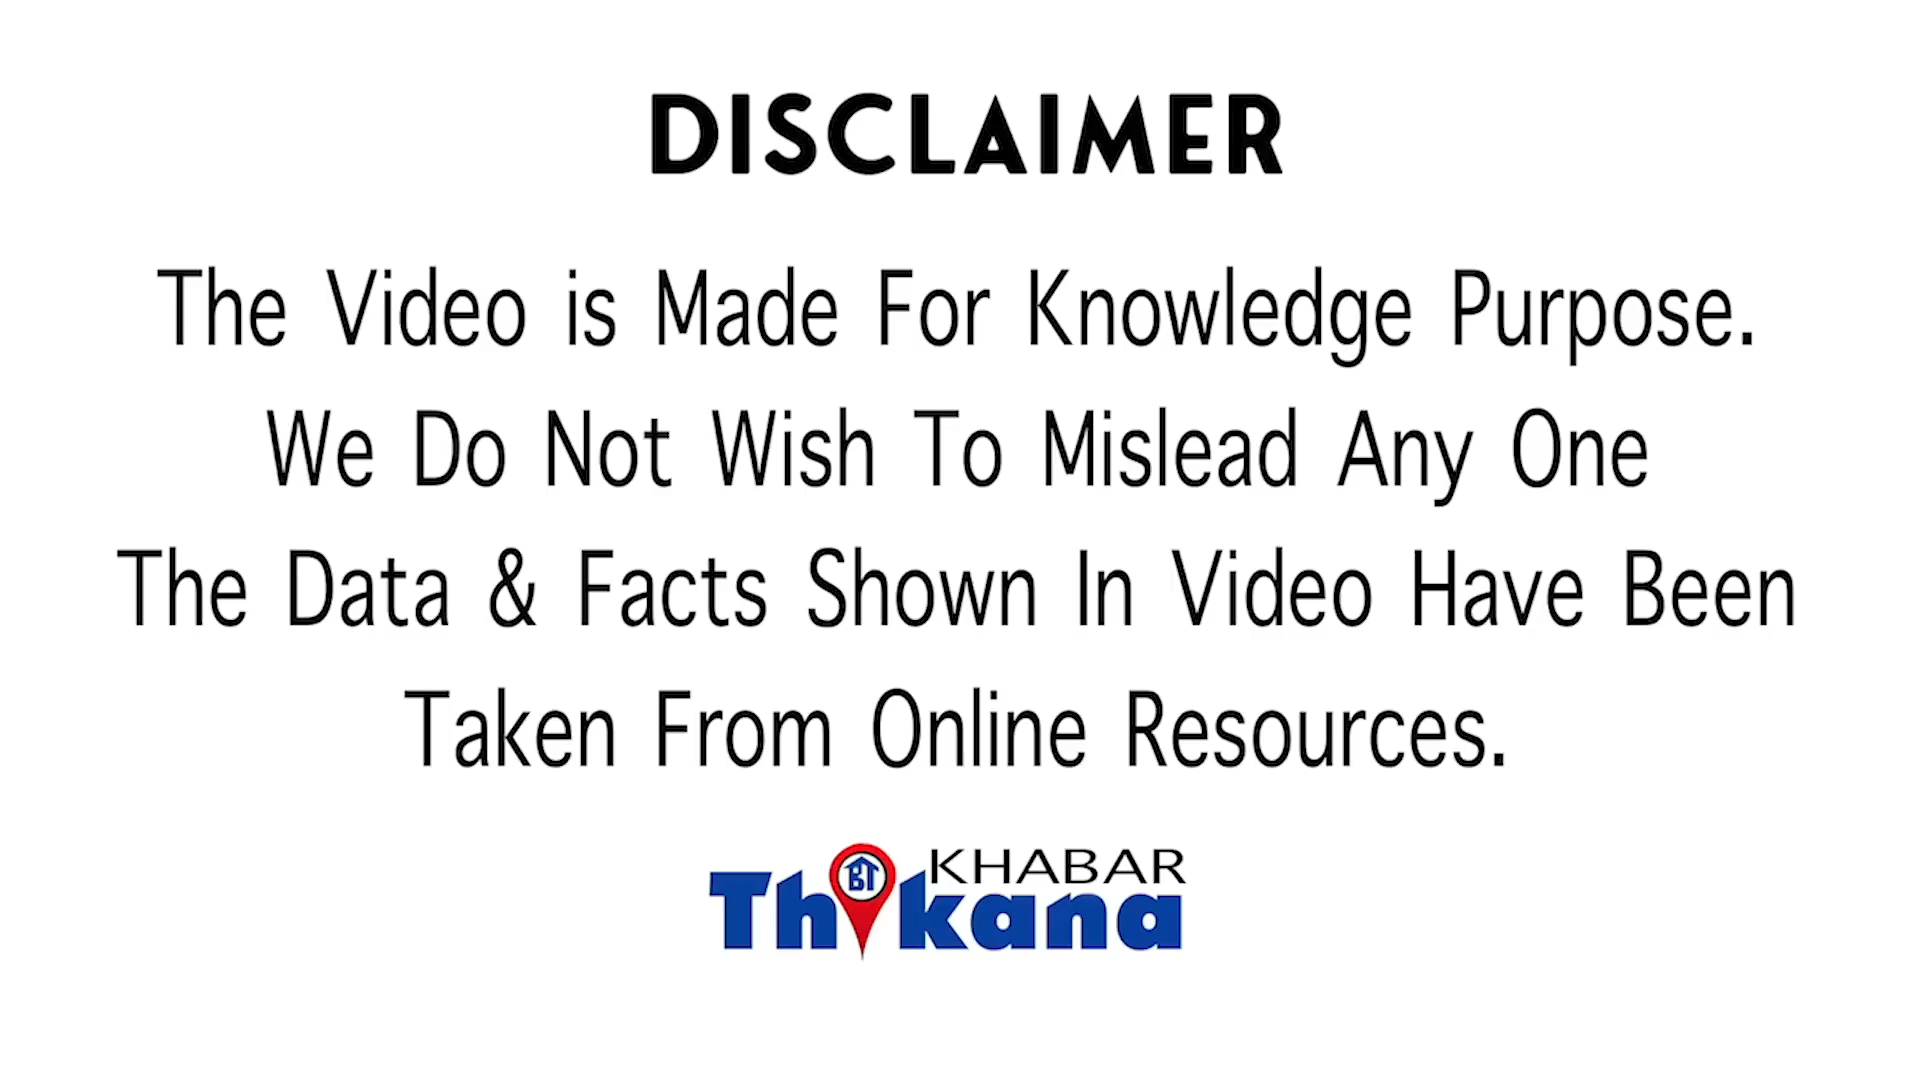 DISCLAIMER
The Video is Made For Knowledge Purpose.
We Do Not Wish To Mislead Any One
The Data & Facts Shown In Video Have Been
Taken From Online Resources.
KHABAR
BT
Thikana